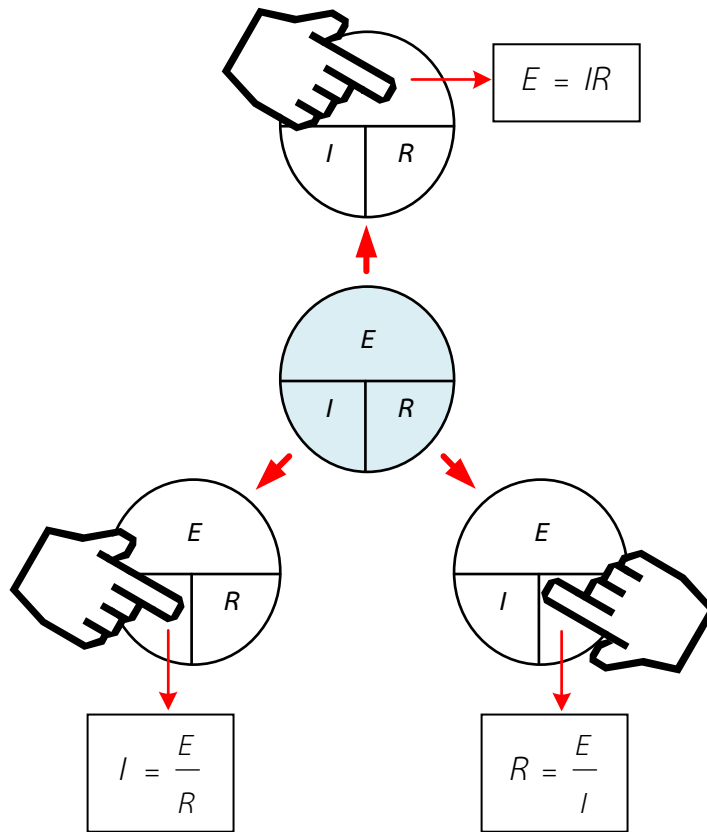 E = IR
I R
E
I R
E
R
E
I
I = E/R
R = E/I